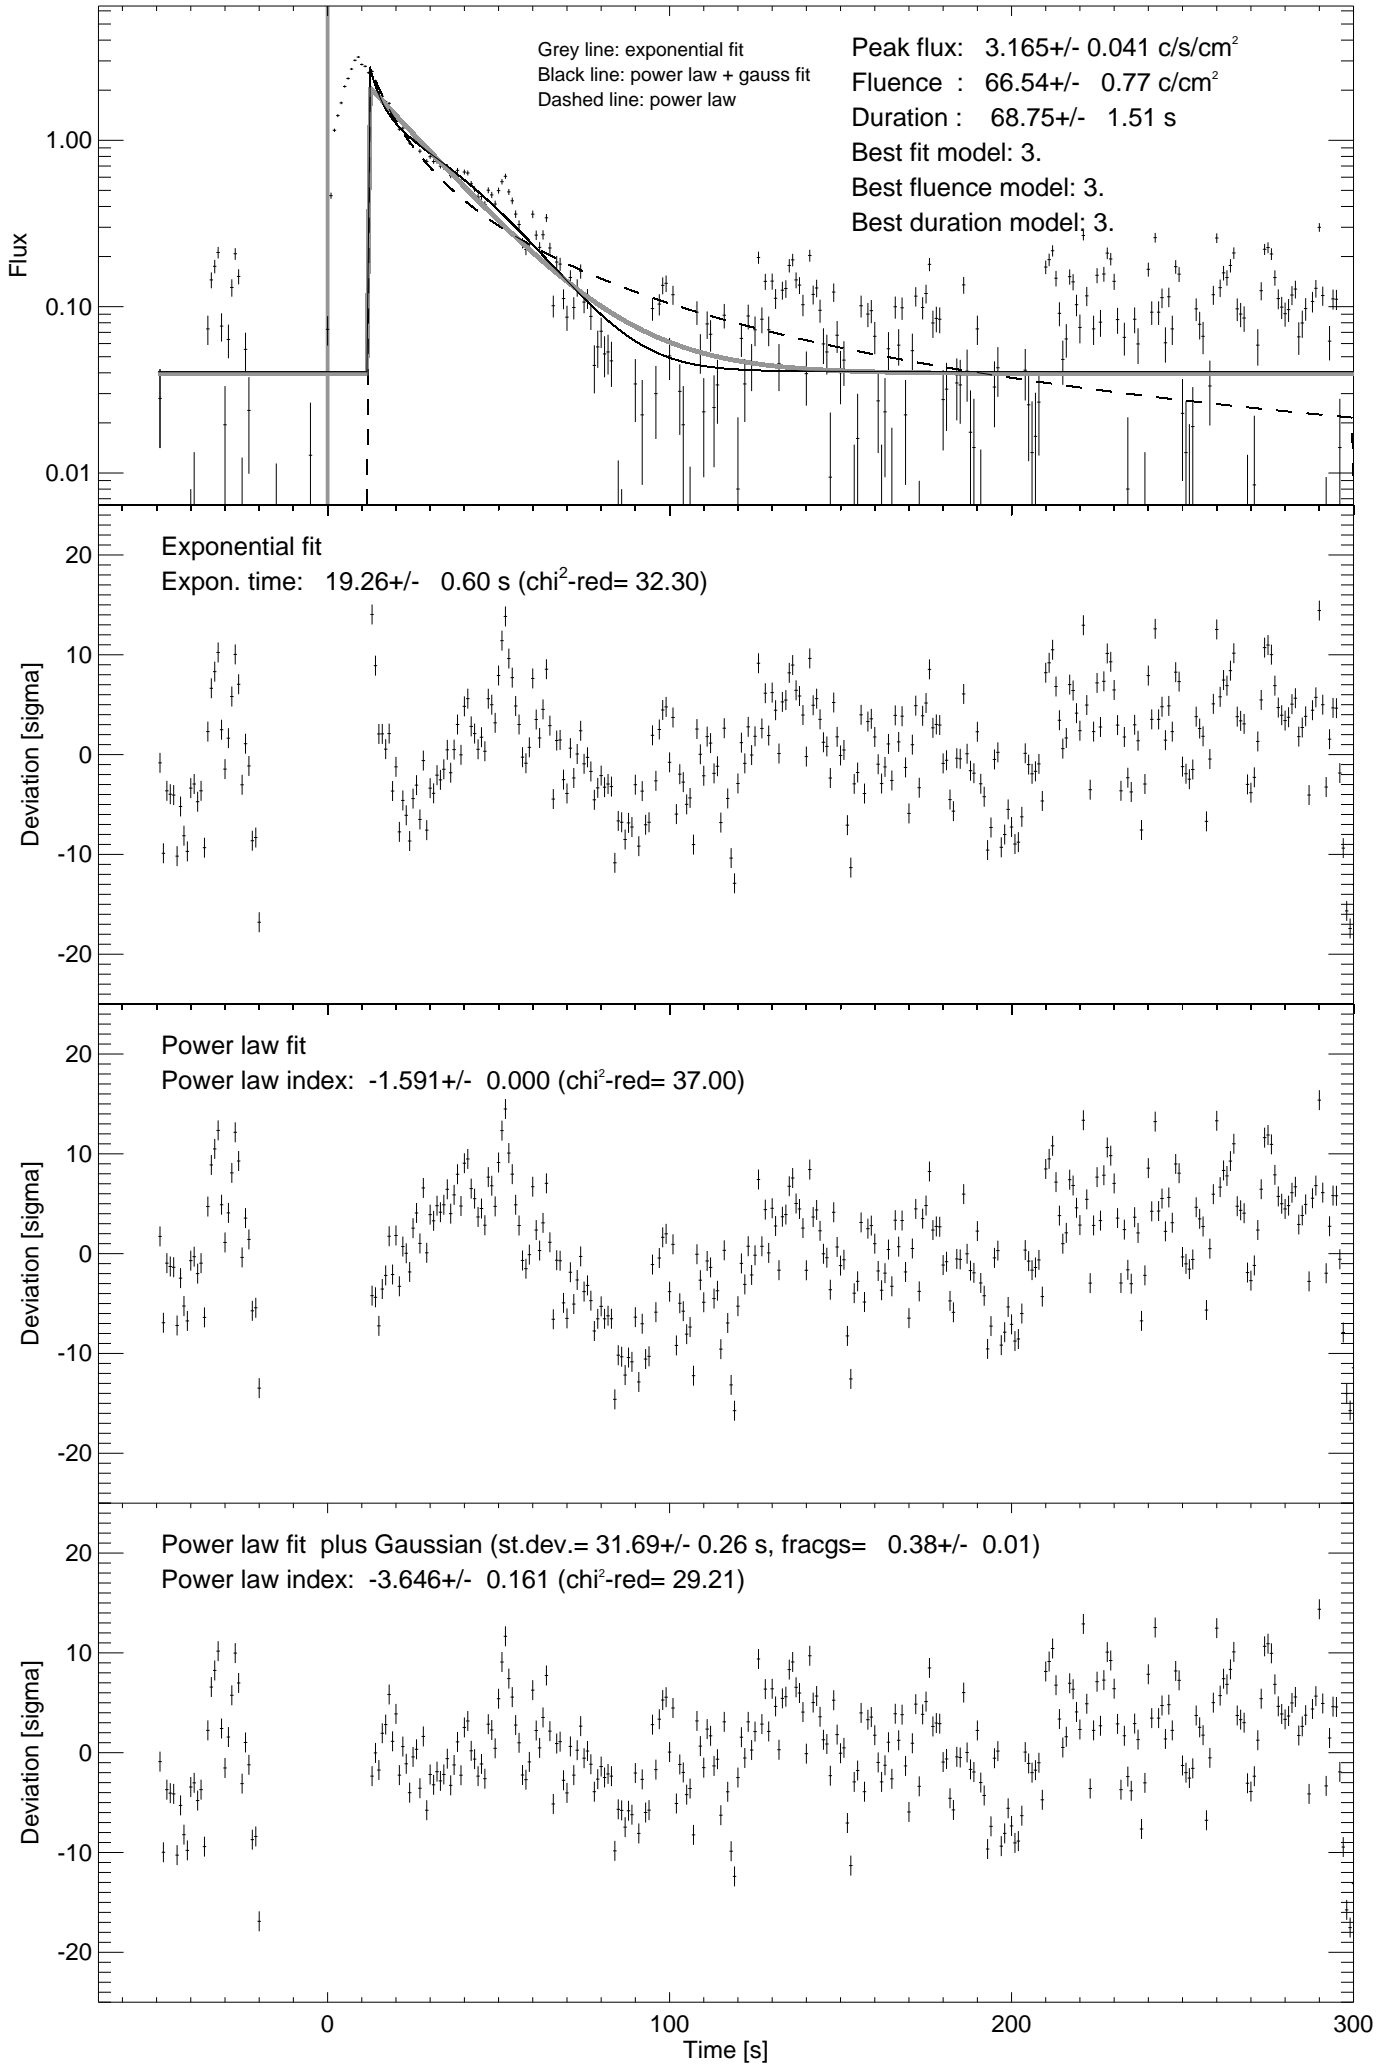 Grey line: exponential fit
Black line: power law + gauss fit
Dashed line: power law
Peak flux: 3.165+/- 0.041 c/s/cm²
Fluence : 66.54+/- 0.77 c/cm²
Duration : 68.75+/- 1.51 s
Best fit model: 3.
Best fluence model: 3.
Best duration model: 3.
1.00
0.10
0.01
Flux
Exponential fit
Expon. time: 19.26+/- 0.60 s (chi²-red= 32.30)
20
10
0
-10
-20
Deviation [sigma]
Power law fit
Power law index: -1.591+/- 0.000 (chi²-red= 37.00)
20
10
0
-10
-20
Deviation [sigma]
Power law fit plus Gaussian (st.dev.= 31.69+/- 0.26 s, fracgs= 0.38+/- 0.01)
Power law index: -3.646+/- 0.161 (chi²-red= 29.21)
20
10
0
-10
-20
Deviation [sigma]
0 100 200 300
Time [s]